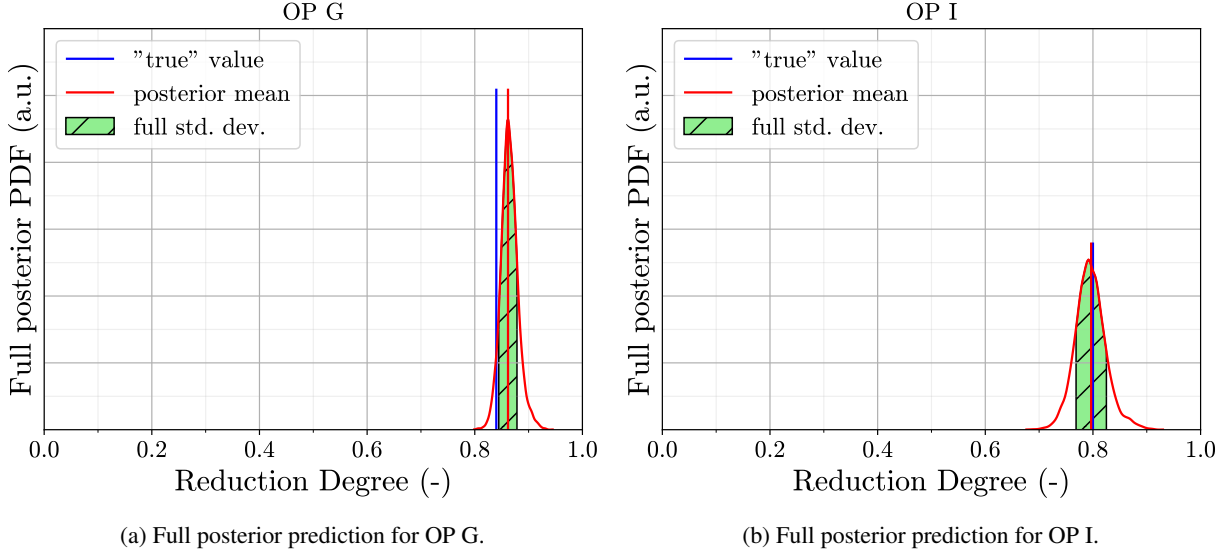 OP G
"true" value
posterior mean
full std. dev.
Full posterior PDF (a.u.)
0.0 0.2 0.4 0.6 0.8 1.0
Reduction Degree (-)
(a) Full posterior prediction for OP G.
OP I
"true" value
posterior mean
full std. dev.
Full posterior PDF (a.u.)
0.0 0.2 0.4 0.6 0.8 1.0
Reduction Degree (-)
(b) Full posterior prediction for OP I.